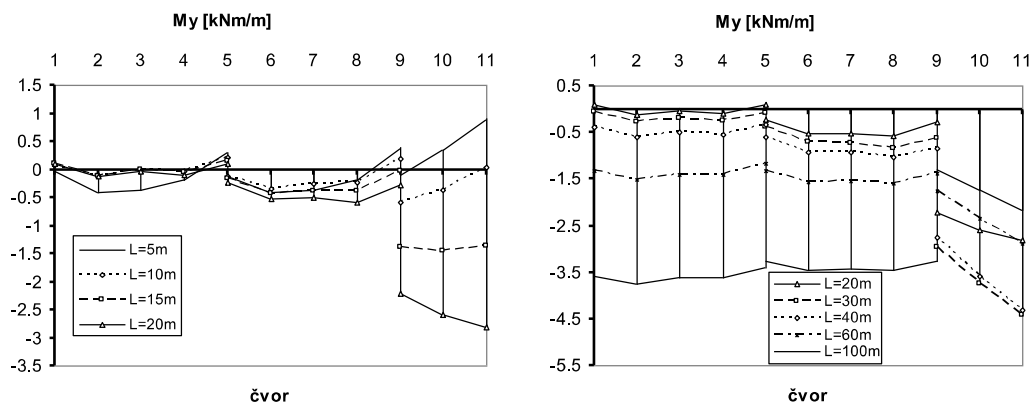 My [kNm/m]
1 2 3 4 5 6 7 8 9 10 11
1.5
1
0.5
0
-0.5
-1
-1.5
-2
-2.5
-3
-3.5
L=5m
L=10m
L=15m
L=20m
čvor
My [kNm/m]
1 2 3 4 5 6 7 8 9 10 11
0.5
-0.5
-1.5
-2.5
-3.5
-4.5
-5.5
L=20m
L=30m
L=40m
L=60m
L=100m
čvor